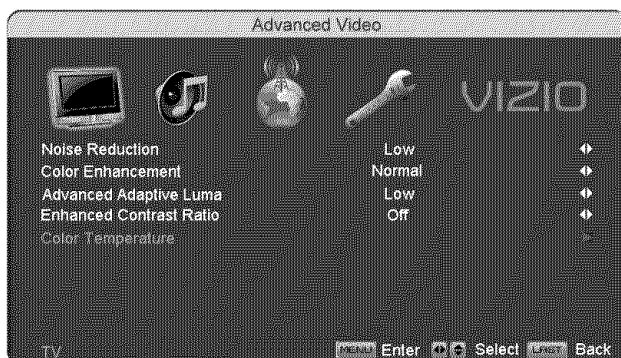 Advanced Video
VIZIO
Noise Reduction Low
Color Enhancement Normal
Advanced Adaptive Luma Low
Enhanced Contrast Ratio Off
Color Temperature
TV MENU Enter Select LAST Back